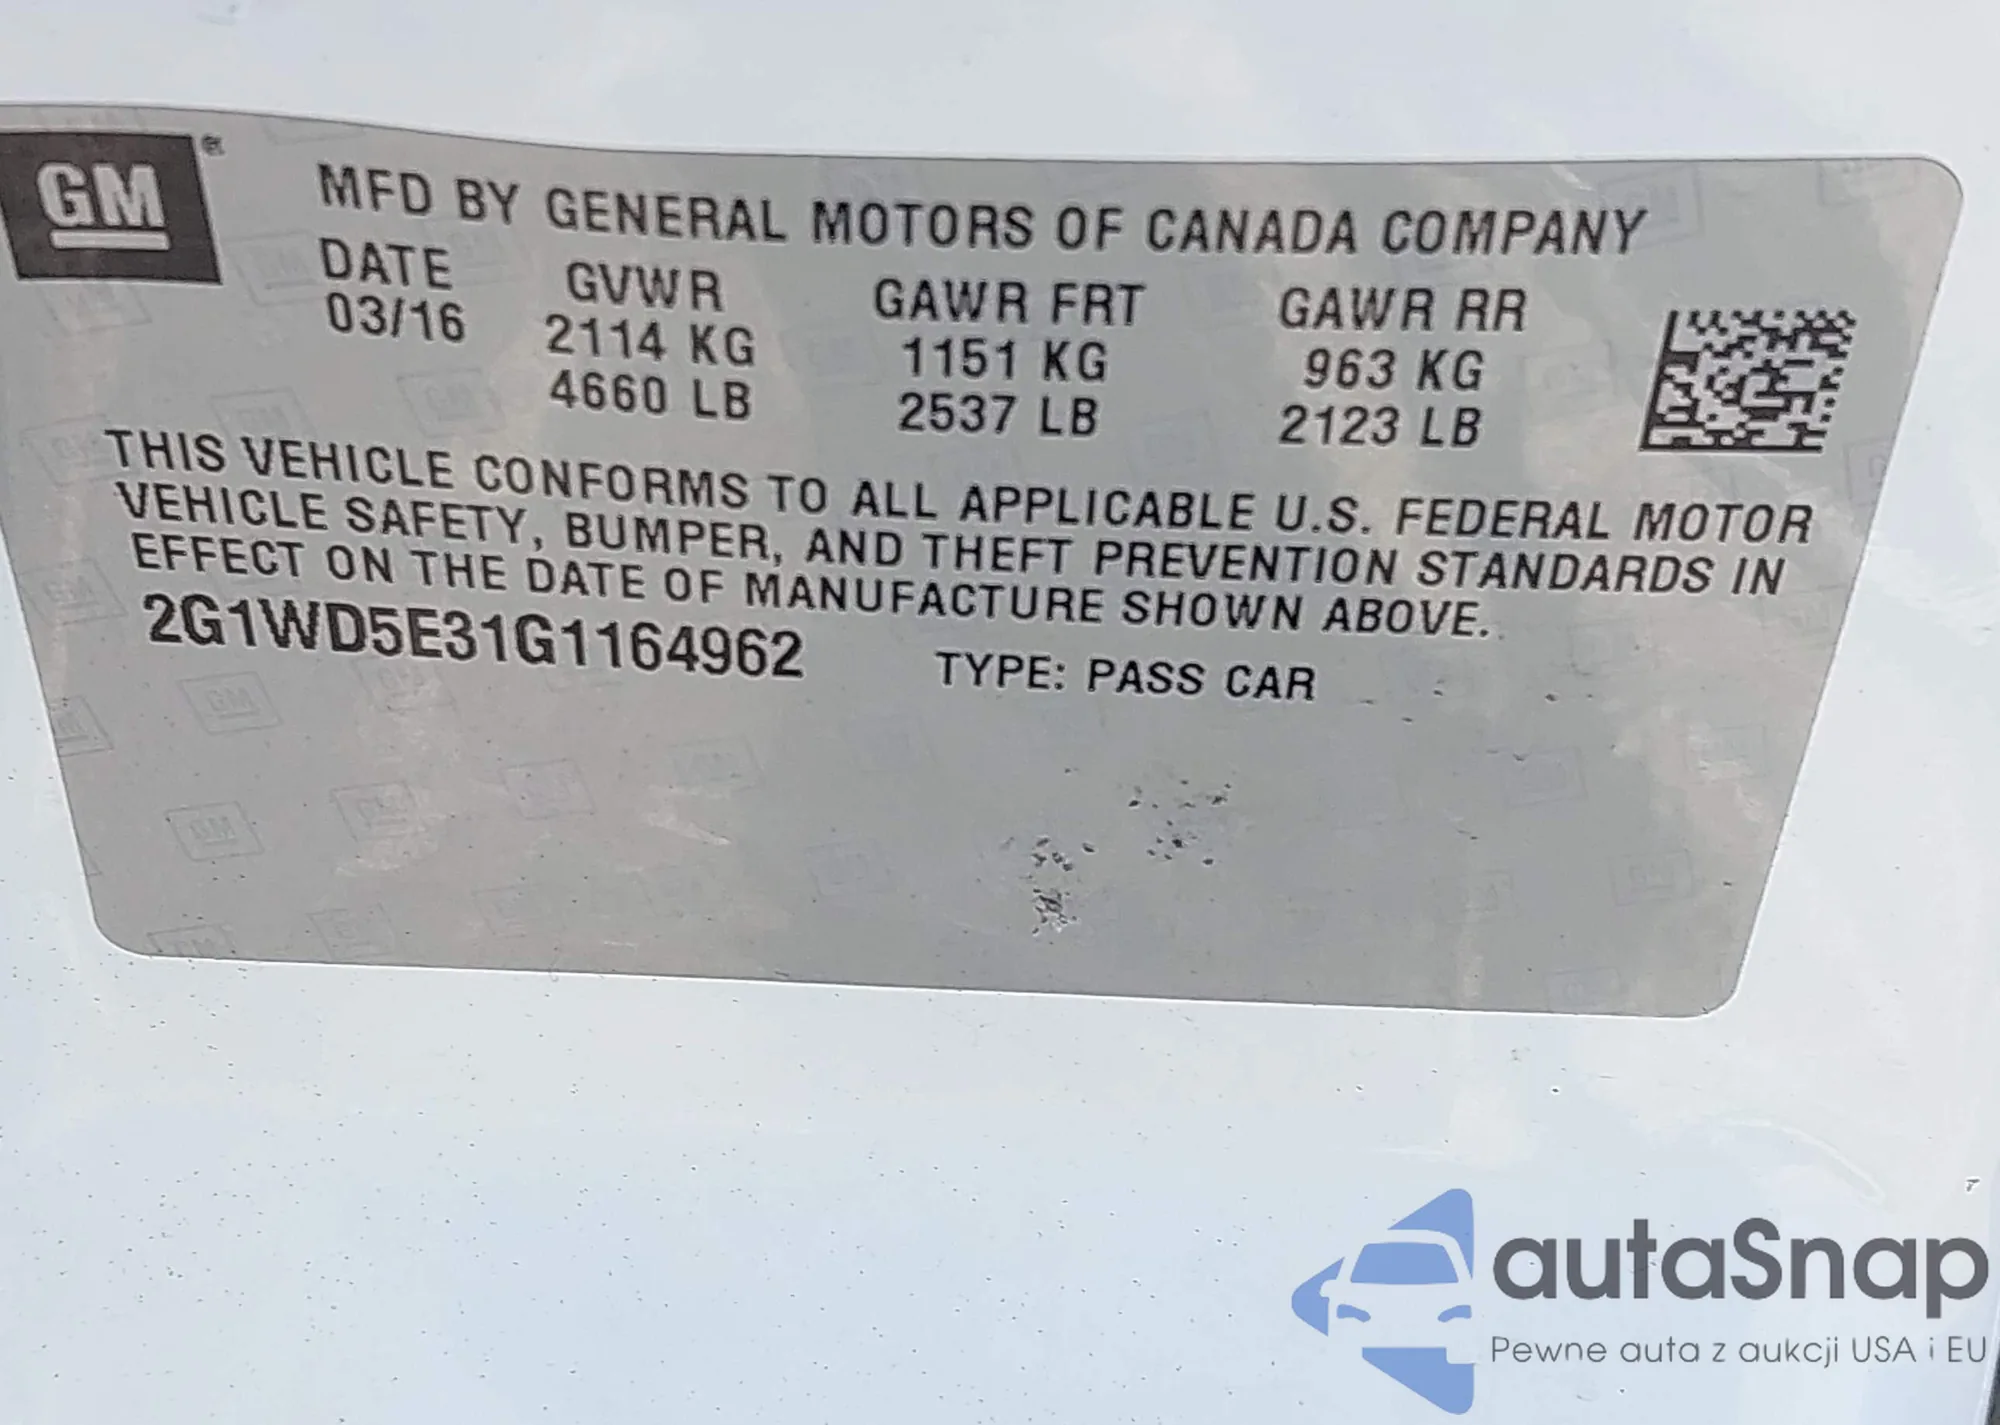 GM
MFD BY GENERAL MOTORS OF CANADA COMPANY
DATE GVWR GAWR FRT GAWR RR
03/16 2114 KG 1151 KG 963 KG
4660 LB 2537 LB 2123 LB
THIS VEHICLE CONFORMS TO ALL APPLICABLE U.S. FEDERAL MOTOR
VEHICLE SAFETY, BUMPER, AND THEFT PREVENTION STANDARDS IN
EFFECT ON THE DATE OF MANUFACTURE SHOWN ABOVE.
2G1WD5E31G1164962 TYPE: PASS CAR
autaSnap
Pewne auta z aukcji USA i EU